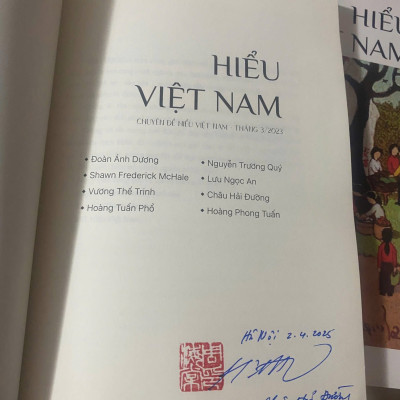 HIỂU
VIỆT NAM
CHUYÊN ĐỀ HIỂU VIỆT NAM - THÁNG 3/2023
• Đoàn Ánh Dương
• Shawn Frederick McHale
• Vương Thế Trinh
• Hoàng Tuấn Phổ
• Nguyễn Trương Quý
• Lưu Ngọc An
• Châu Hải Đường
• Hoàng Phong Tuấn
Hà Nội 2.4.2025
HIỂU
NAM